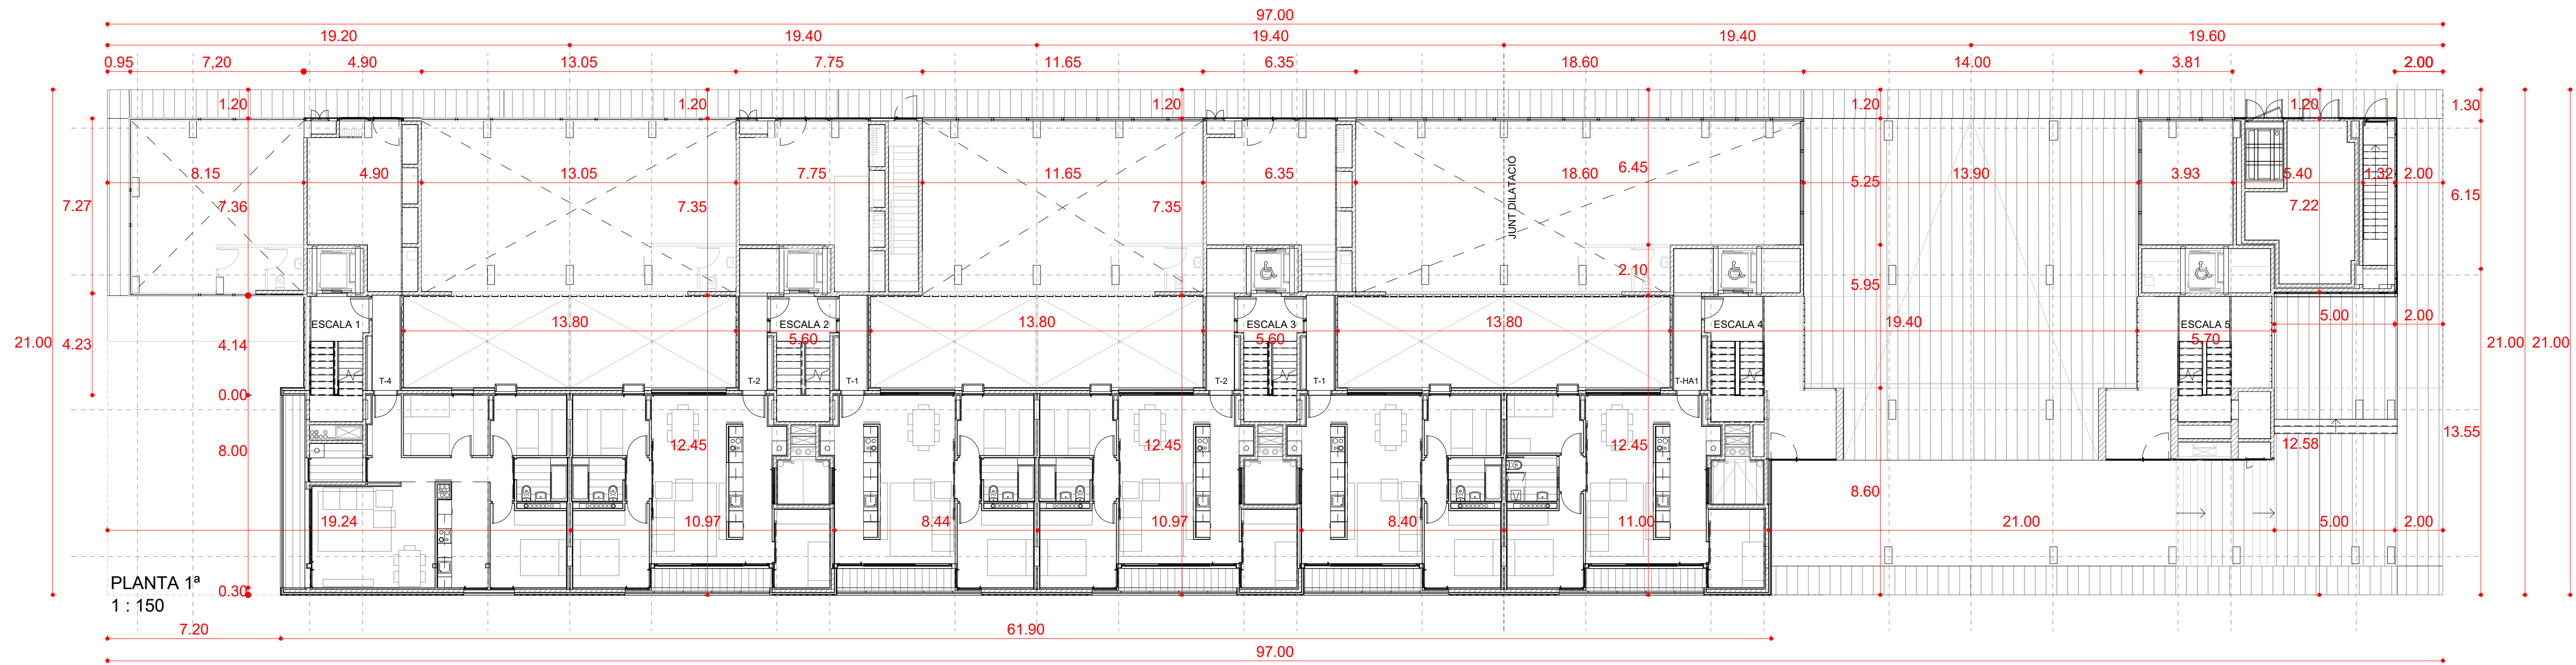 97.00
19.20 19.40 19.40 19.40 19.60
0.95 7,20 4.90 13.05 7.75 11.65 6.35 18.60 14.00 3.81 2.00
1.20 1.20 1.20 1.20 1.20 1.30
JUNT DILATACIÓ
8.15 4.90 13.05 7.75 11.65 6.35 18.60 6.45 5.25 13.90 3.93 5.40 1.32 2.00 6.15
7.27 7.36 7.35 7.35 7.22
2.10 5.95
ESCALA 1 13.80 ESCALA 2 13.80 ESCALA 3 13.80 ESCALA 4 19.40 ESCALA 5 5.00 2.00
21.00 4.23 4.14 5.60 5.60 5.70 21.00 21.00
T-4 T-2 T-1 T-2 T-1 T-HA1
0.00
8.00 12.45 12.45 12.45 12.58 13.55
8.60
19.24 10.97 8.44 10.97 8.40 11.00 21.00 5.00 2.00
PLANTA 1ª
0.30
1 : 150
7.20 61.90
97.00